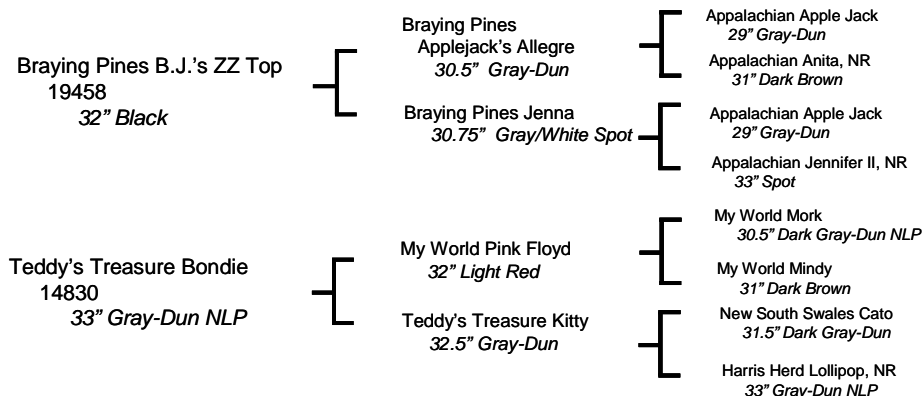 Braying Pines B.J.'s ZZ Top
19458
32” Black
Braying Pines
Applejack's Allegre
30.5” Gray-Dun
Appalachian Apple Jack
29” Gray-Dun
Appalachian Anita, NR
31” Dark Brown
Braying Pines Jenna
30.75” Gray/White Spot
Appalachian Apple Jack
29” Gray-Dun
Appalachian Jennifer II, NR
33” Spot
Teddy's Treasure Bondie
14830
33” Gray-Dun NLP
My World Pink Floyd
32” Light Red
My World Mork
30.5” Dark Gray-Dun NLP
My World Mindy
31” Dark Brown
Teddy's Treasure Kitty
32.5” Gray-Dun
New South Swales Cato
31.5” Dark Gray-Dun
Harris Herd Lollipop, NR
33” Gray-Dun NLP